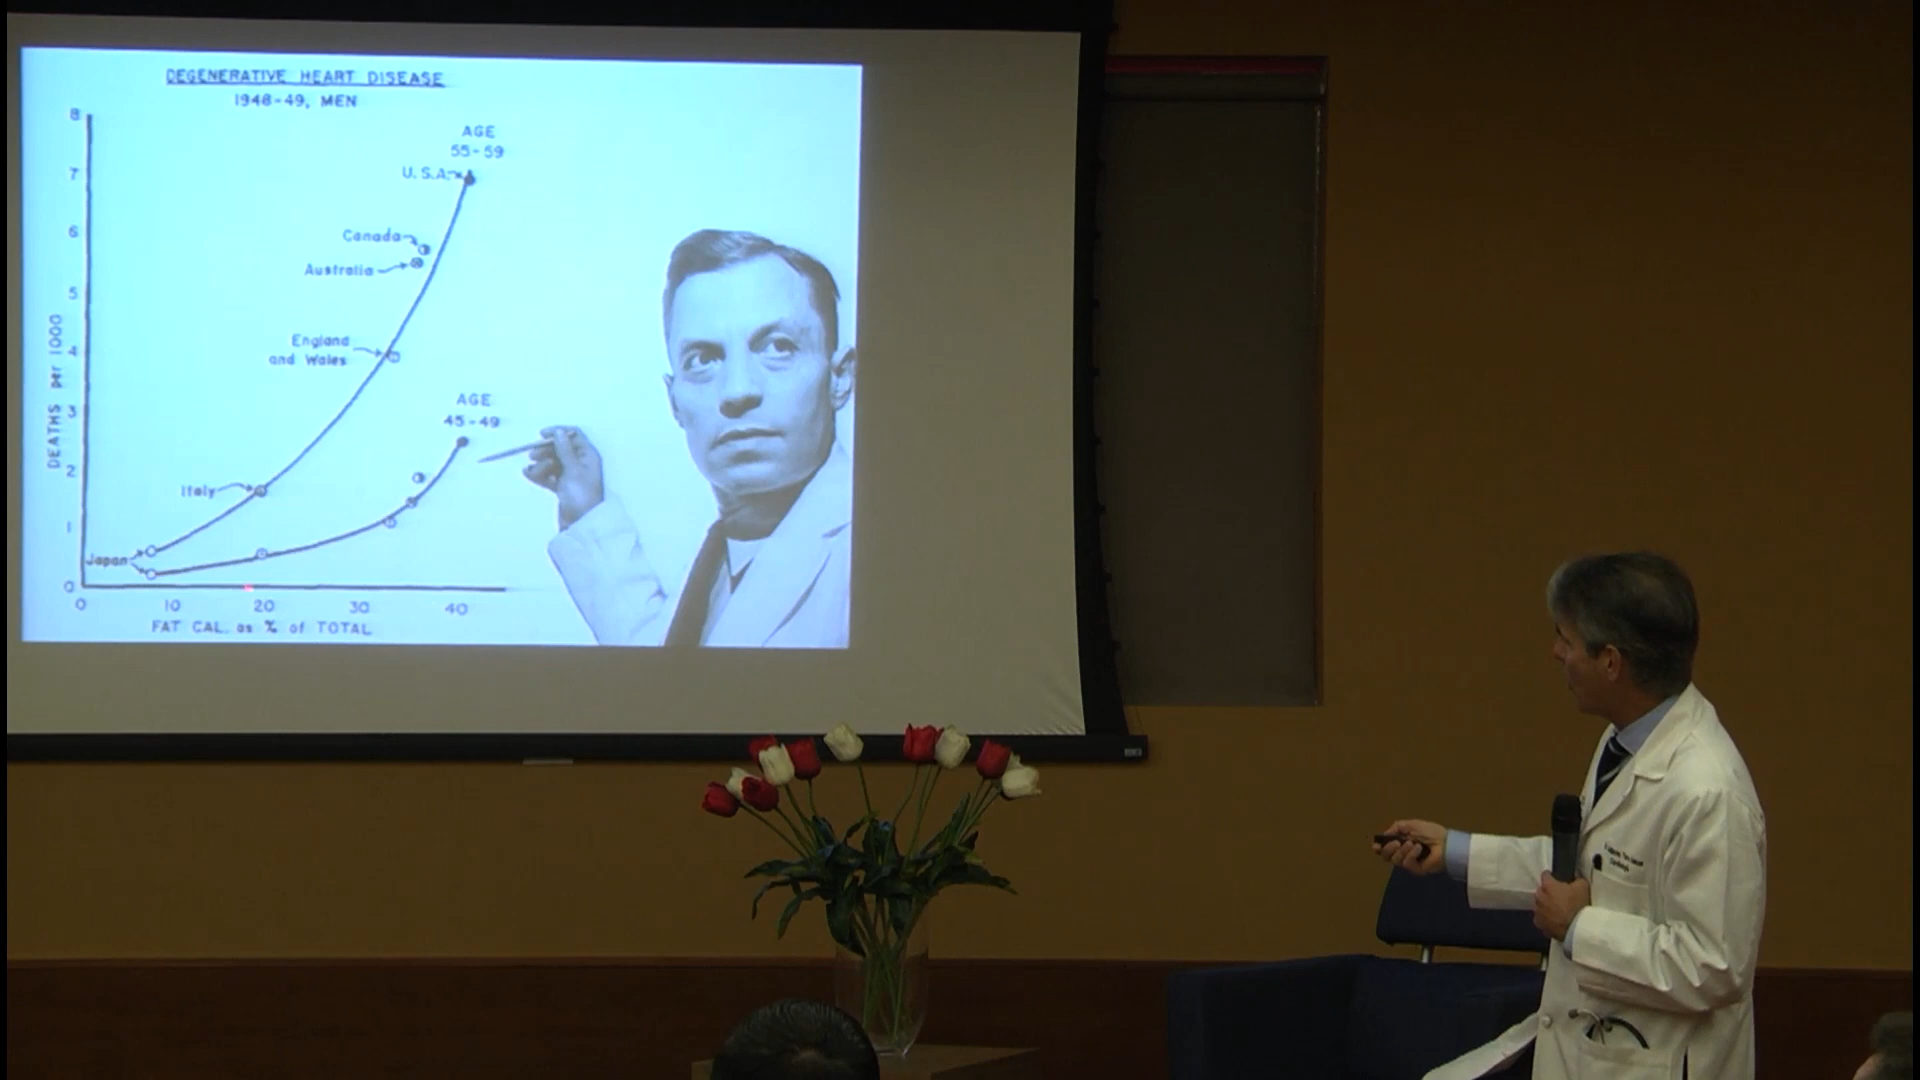 DEGENERATIVE HEART DISEASE
1948-49, MEN
8
7
6
5
4
3
2
1
0
DEATHS per 1000
AGE
55-59
U.S.A.
Canada
Australia
England
and Wales
AGE
45-49
Italy
Japan
0 10 20 30 40
FAT CAL. as % of TOTAL